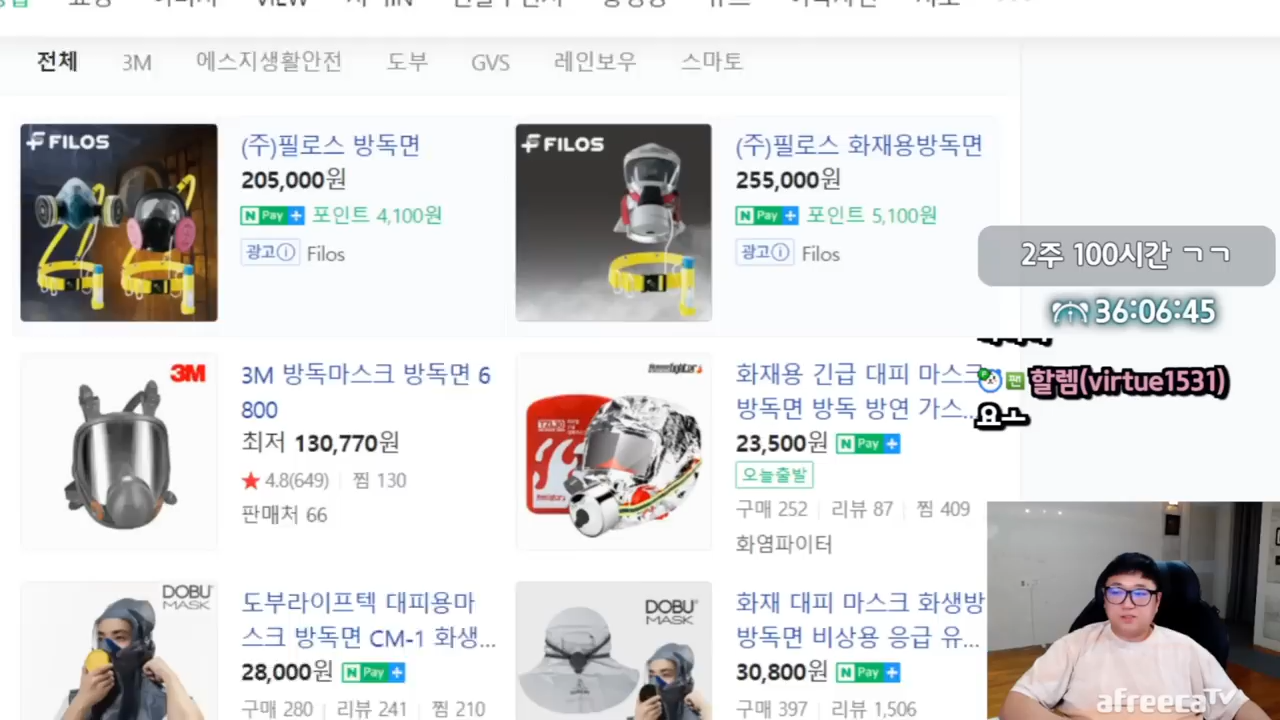 VIEW
전체 3M 에스지생활안전 도부 GVS 레인보우 스마토
FILOS
(주)필로스 방독면
205,000원
N Pay + 포인트 4,100원
광고ⓘ Filos
FILOS
(주)필로스 화재용방독면
255,000원
N Pay + 포인트 5,100원
광고ⓘ Filos
2주 100시간 ㄱㄱ
36:06:45
할렘(virtue1531)
요ㅗ
3M
3M 방독마스크 방독면 6
800
최저 130,770원
★ 4.8(649) 찜 130
판매처 66
화재용 긴급 대피 마스크
방독면 방독 방연 가스...
23,500원 N Pay +
오늘출발
구매 252 리뷰 87 찜 409
화염파이터
DOBU
MASK
도부라이프텍 대피용마
스크 방독면 CM-1 화생...
28,000원 N Pay +
구매 280 리뷰 241 찜 210
DOBU
MASK
화재 대피 마스크 화생방
방독면 비상용 응급 유...
30,800원 N Pay +
구매 397 리뷰 1,506
afreecaTV